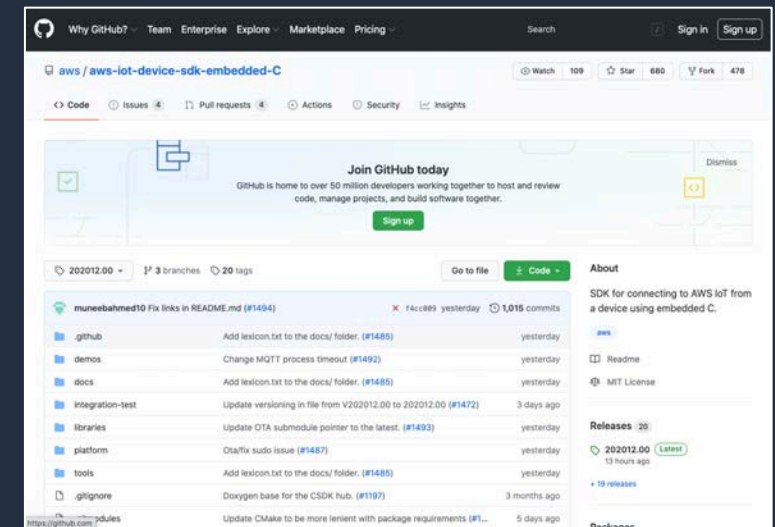 Why GitHub? Team Enterprise Explore Marketplace Pricing Search / Sign in Sign up
aws / aws-iot-device-sdk-embedded-C Watch 109 Star 680 Fork 478
<> Code Issues 4 Pull requests 4 Actions Security Insights
Join GitHub today
Dismiss
GitHub is home to over 50 million developers working together to host and review
code, manage projects, and build software together.
Sign up
202012.00 3 branches 20 tags Go to file Code
About
SDK for connecting to AWS IoT from
a device using embedded C.
aws
Readme
MIT License
Releases 20
202012.00 Latest
13 hours ago
+ 19 releases
muneebahmed10 Fix links in README.md (#1494) f4cc009 yesterday 1,015 commits
.github Add lexicon.txt to the docs/ folder. (#1485) yesterday
demos Change MQTT process timeout (#1492) yesterday
docs Add lexicon.txt to the docs/ folder. (#1485) yesterday
integration-test Update versioning in file from V202012.00 to 202012.00 (#1472) 3 days ago
libraries Update OTA submodule pointer to the latest. (#1493) yesterday
platform Ota/fix sudo issue (#1487) yesterday
tools Add lexicon.txt to the docs/ folder. (#1485) yesterday
.gitignore Doxygen base for the CSDK hub. (#1197) 3 months ago
Update CMake to be more lenient with package requirements (#1... 5 days ago
https://github.com